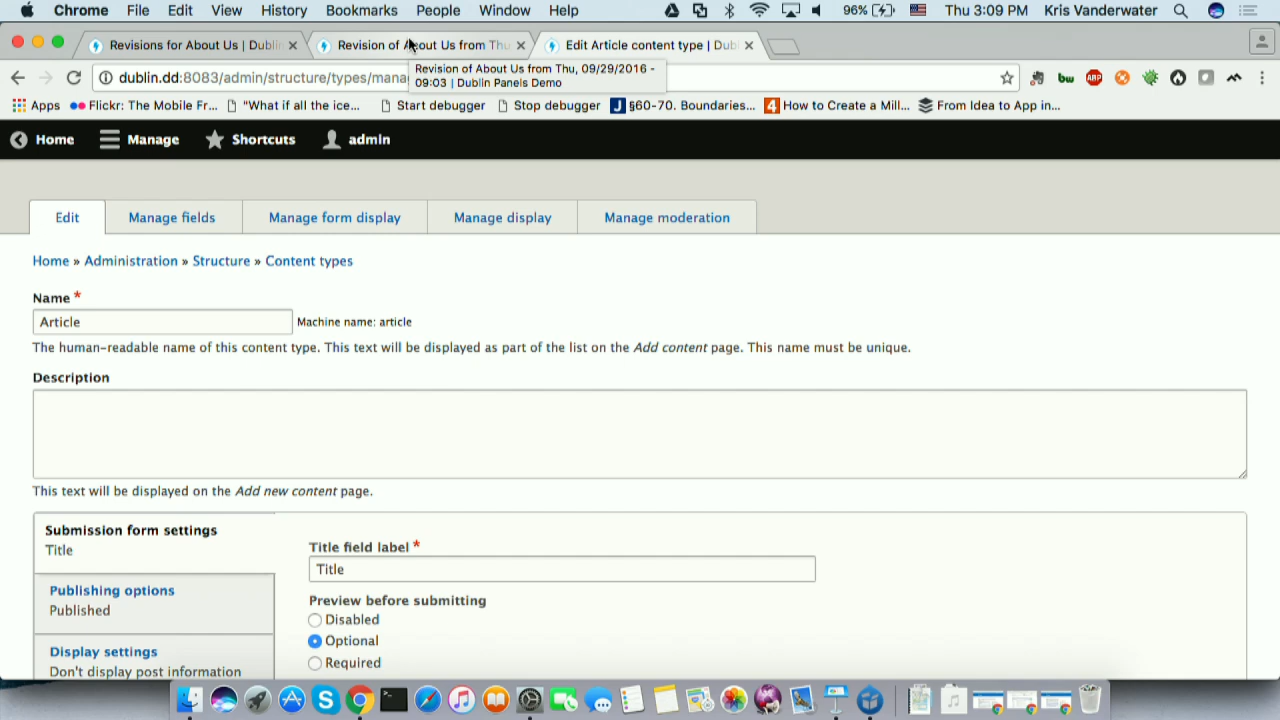 Chrome File Edit View History Bookmarks People Window Help 96% Thu 3:09 PM Kris Vanderwater
Revisions for About Us | Dublin Revision of About Us from Thu Edit Article content type | Dub
dublin.dd:8083/admin/structure/types/mana
Revision of About Us from Thu, 09/29/2016 -
09:03 | Dublin Panels Demo
Apps Flickr: The Mobile Fr... "What if all the ice... Start debugger Stop debugger §60-70. Boundaries... How to Create a Mill... From Idea to App in...
Home Manage Shortcuts admin
Edit Manage fields Manage form display Manage display Manage moderation
Home » Administration » Structure » Content types
Name *
Article Machine name: article
The human-readable name of this content type. This text will be displayed as part of the list on the Add content page. This name must be unique.
Description
This text will be displayed on the Add new content page.
Submission form settings
Title
Title field label *
Title
Publishing options
Published
Preview before submitting
Disabled
Optional
Required
Display settings
Don't display post information